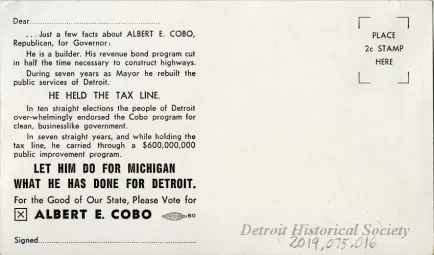 Dear......................................................
...Just a few facts about ALBERT E. COBO,
Republican, for Governor:
He is a builder. His revenue bond program cut
in half the time necessary to construct highways.
During seven years as Mayor he rebuilt the
public services of Detroit.
HE HELD THE TAX LINE.
In ten straight elections the people of Detroit
over-whelmingly endorsed the Cobo program for
clean, businesslike government.
In seven straight years, and while holding the
tax line, he carried through a $600,000,000
public improvement program.
LET HIM DO FOR MICHIGAN
WHAT HE HAS DONE FOR DETROIT.
For the Good of Our State, Please Vote for
☒ ALBERT E. COBO
60
Signed......................................................
PLACE
2c STAMP
HERE
Detroit Historical Society
2019.075.016